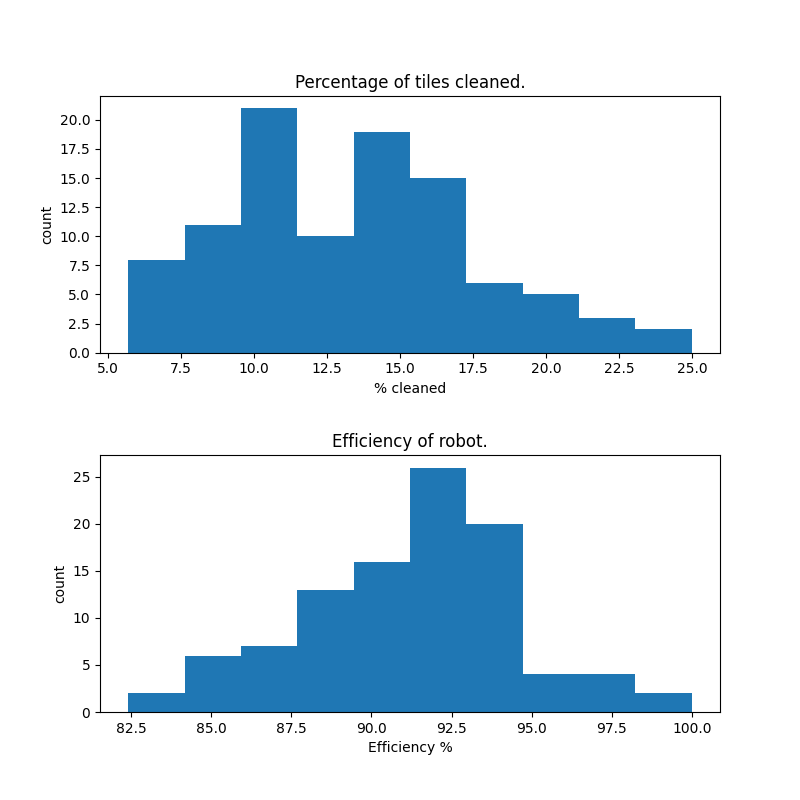 Percentage of tiles cleaned.
20.0
17.5
15.0
12.5
10.0
7.5
5.0
2.5
0.0
count
5.0 7.5 10.0 12.5 15.0 17.5 20.0 22.5 25.0
% cleaned
Efficiency of robot.
25
20
15
10
5
0
count
82.5 85.0 87.5 90.0 92.5 95.0 97.5 100.0
Efficiency %